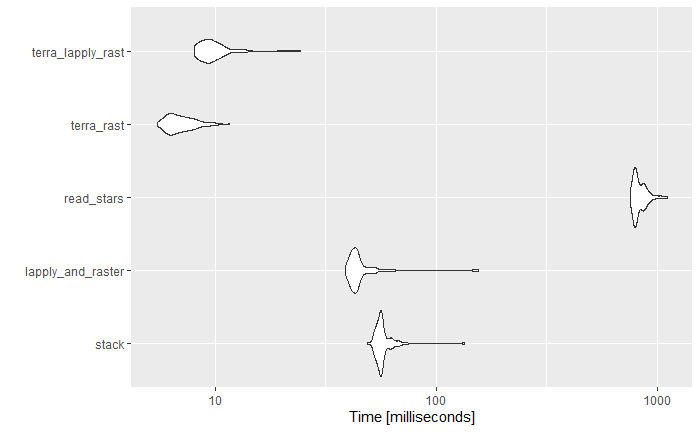 terra_lapply_rast
terra_rast
read_stars
lapply_and_raster
stack
10
100
1000
Time [milliseconds]